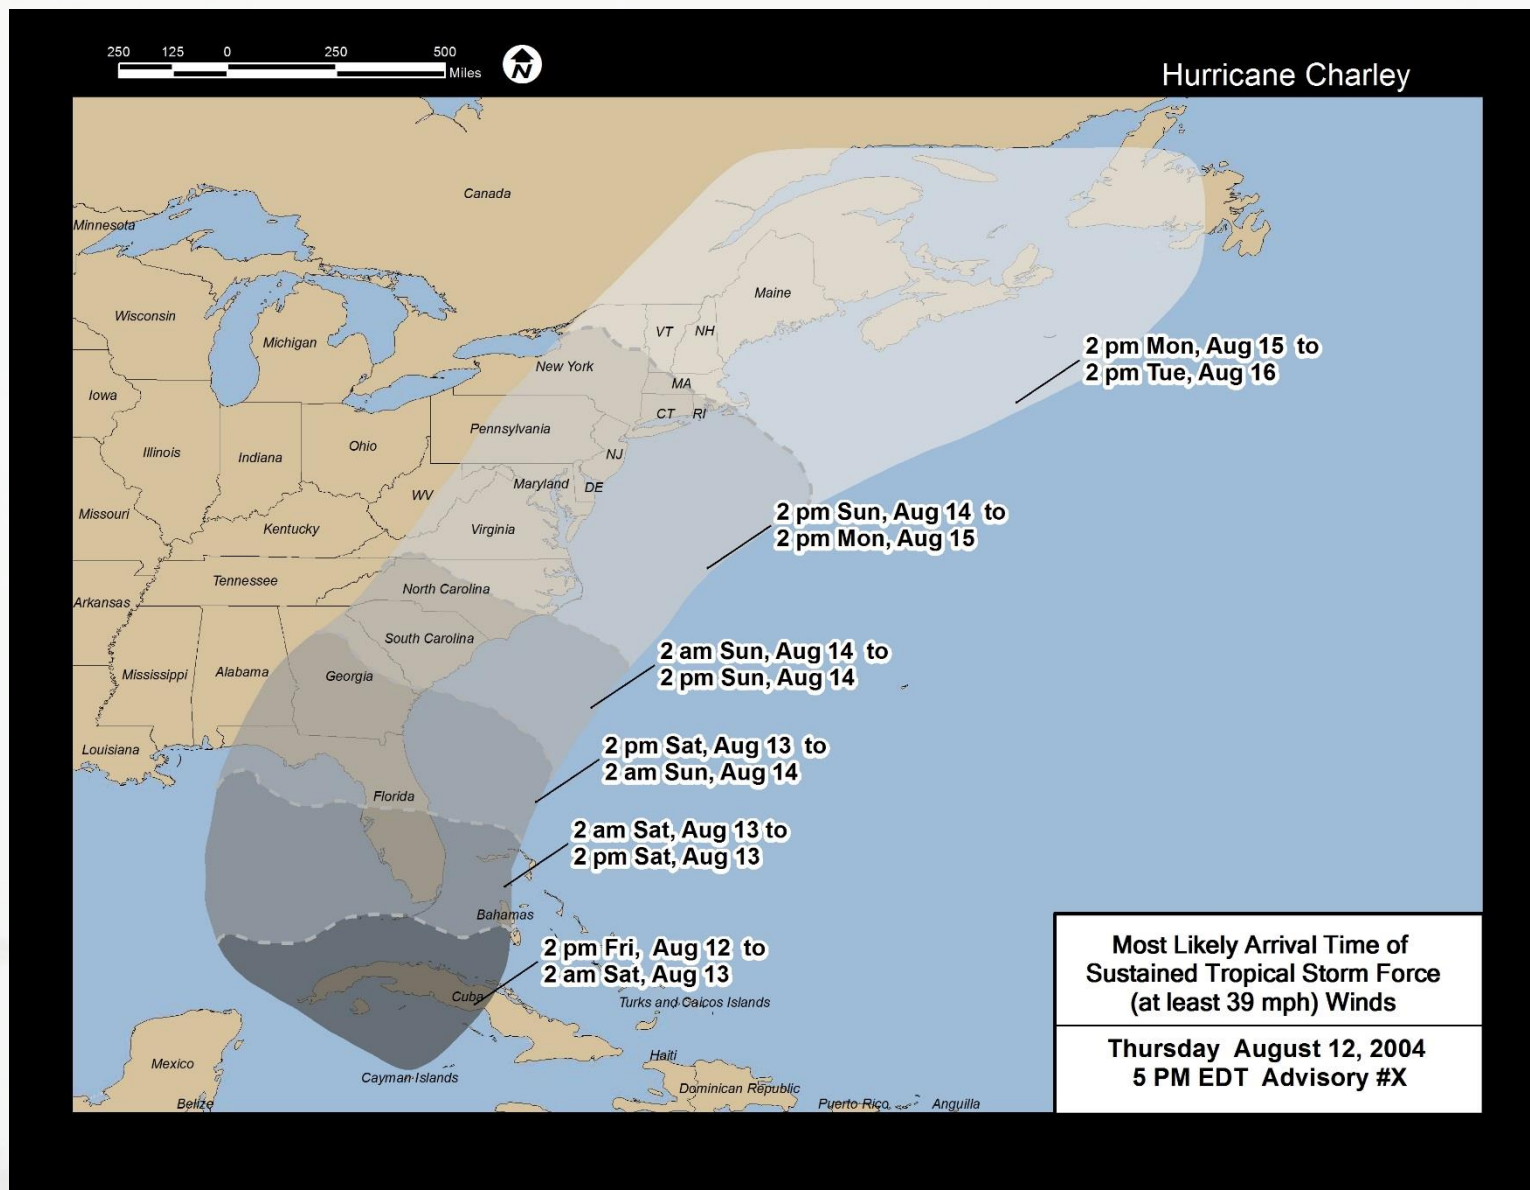 250 125 0 250 500
Miles
N
Hurricane Charley
Canada
Minnesota
Wisconsin
Michigan
Maine
VT NH
New York
MA
CT RI
Iowa
Pennsylvania
Illinois
Indiana
Ohio
NJ
Maryland
DE
WV
Missouri
Virginia
Kentucky
Tennessee
North Carolina
Arkansas
South Carolina
Mississippi
Alabama
Georgia
Louisiana
Florida
Bahamas
Cuba
Turks and Caicos Islands
Mexico
Haiti
Cayman Islands
Dominican Republic
Belize
Puerto Rico
Anguilla
2 pm Mon, Aug 15 to
2 pm Tue, Aug 16
2 pm Sun, Aug 14 to
2 pm Mon, Aug 15
2 am Sun, Aug 14 to
2 pm Sun, Aug 14
2 pm Sat, Aug 13 to
2 am Sun, Aug 14
2 am Sat, Aug 13 to
2 pm Sat, Aug 13
2 pm Fri, Aug 12 to
2 am Sat, Aug 13
Most Likely Arrival Time of
Sustained Tropical Storm Force
(at least 39 mph) Winds
Thursday August 12, 2004
5 PM EDT Advisory #X